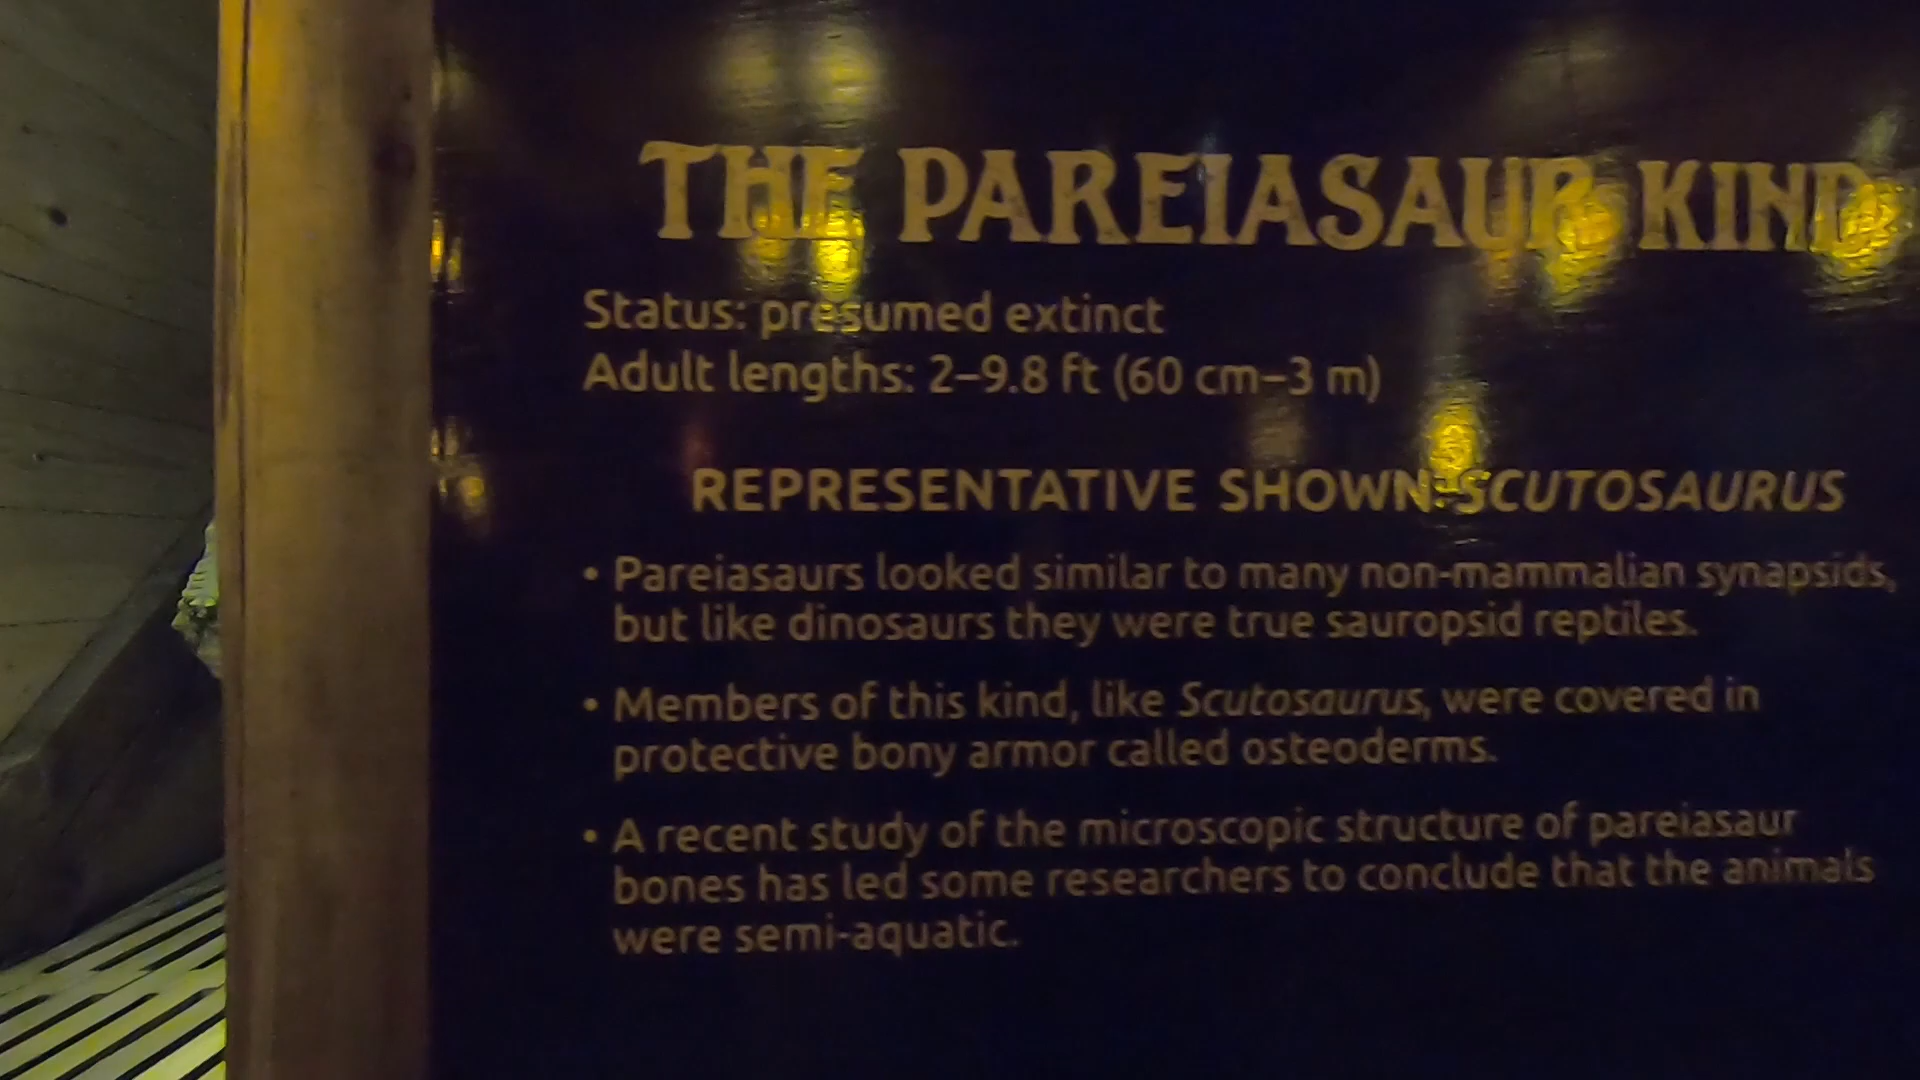 THE PAREIASAUR KIND
Status: presumed extinct
Adult lengths: 2–9.8 ft (60 cm–3 m)
REPRESENTATIVE SHOWN: SCUTOSAURUS
• Pareiasaurs looked similar to many non-mammalian synapsids,
but like dinosaurs they were true sauropsid reptiles.
• Members of this kind, like Scutosaurus, were covered in
protective bony armor called osteoderms.
• A recent study of the microscopic structure of pareiasaur
bones has led some researchers to conclude that the animals
were semi-aquatic.